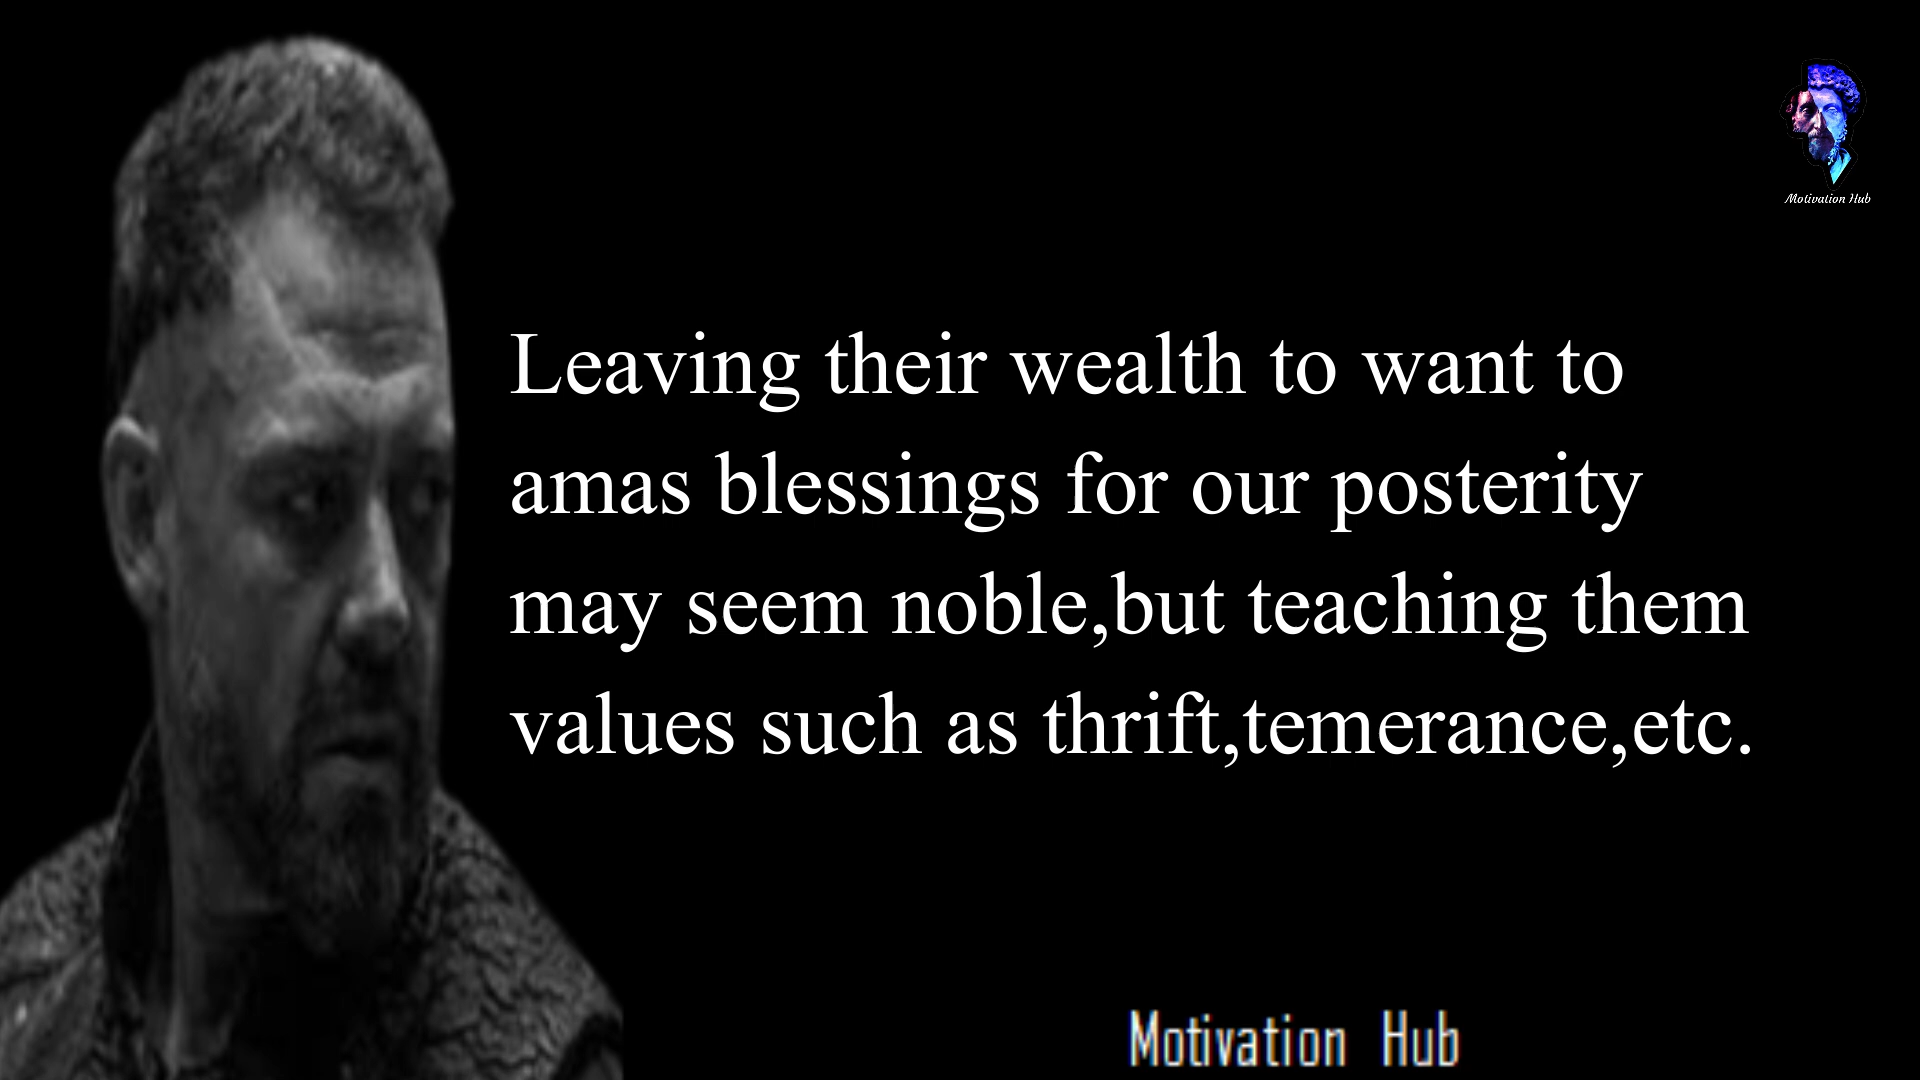 Motivation Hub
Leaving their wealth to want to
amas blessings for our posterity
may seem noble,but teaching them
values such as thrift,temerance,etc.
Motivation Hub